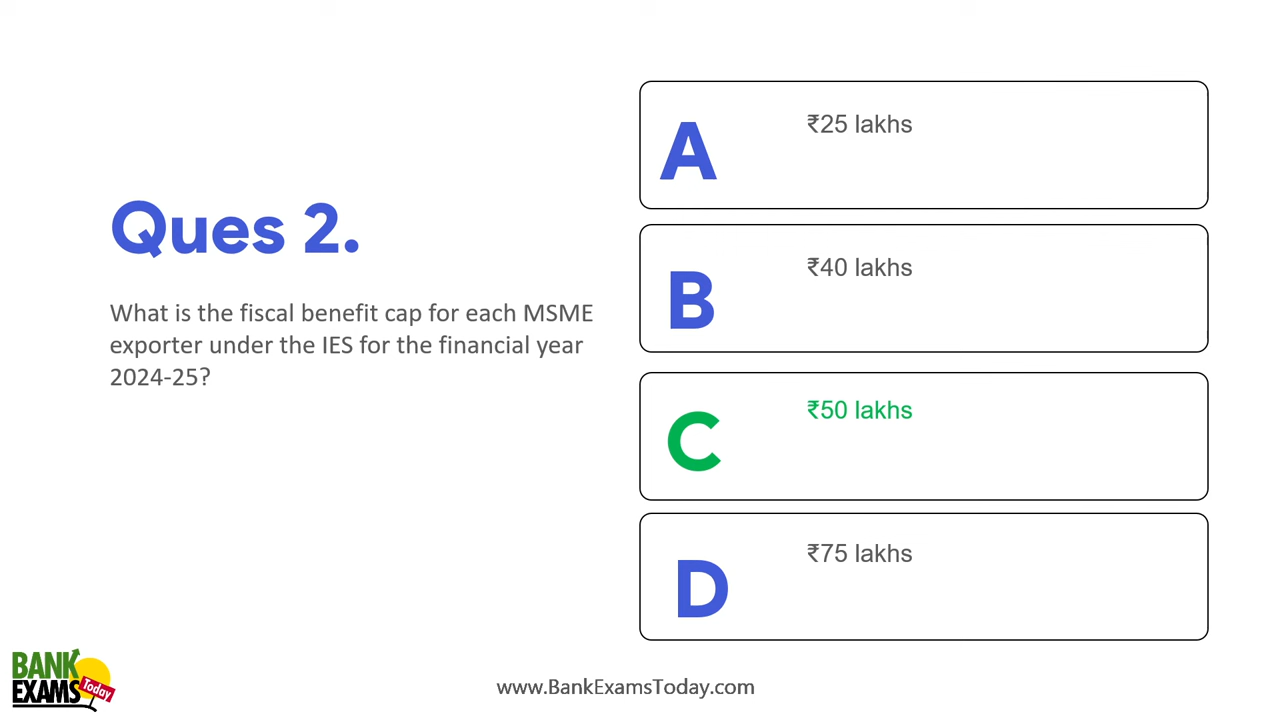 Ques 2.
What is the fiscal benefit cap for each MSME
exporter under the IES for the financial year
2024-25?
A
₹25 lakhs
B
₹40 lakhs
C
₹50 lakhs
D
₹75 lakhs
BANK
EXAMS
Today
www.BankExamsToday.com